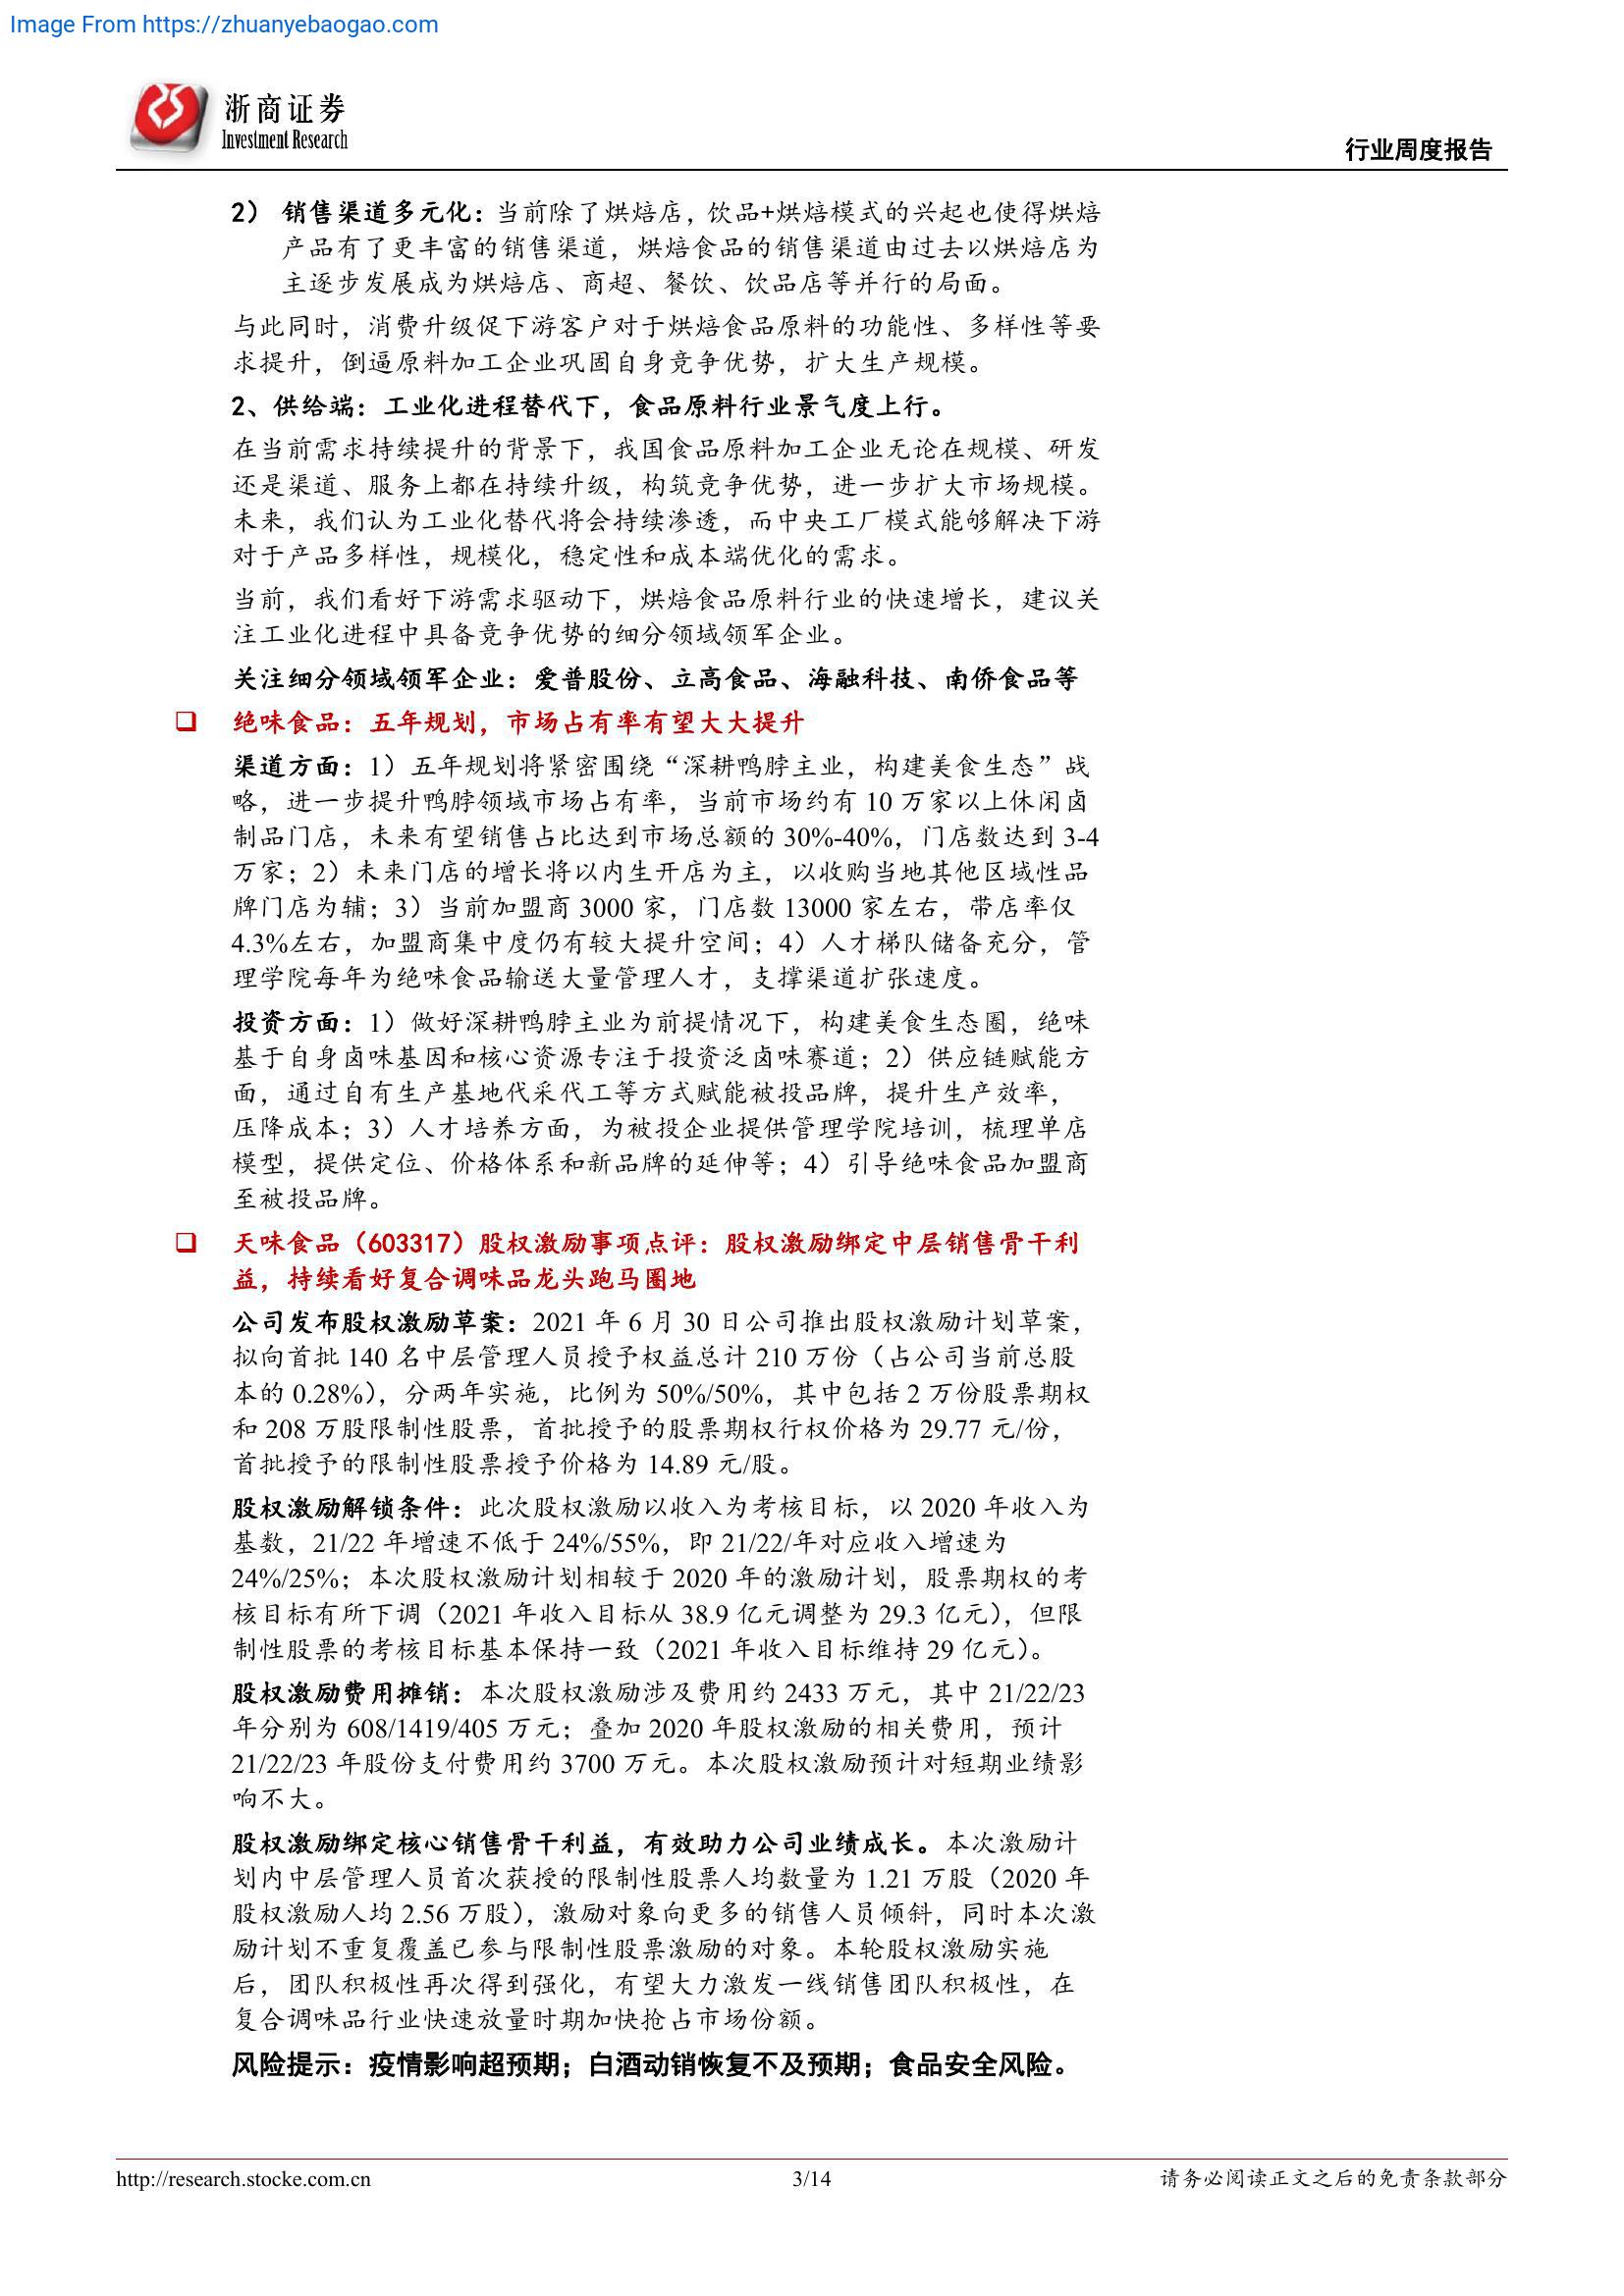 Image From https://zhuanyebaogao.com
浙商证券
Investment Research
行业周度报告
2） 销售渠道多元化：当前除了烘焙店，饮品+烘焙模式的兴起也使得烘焙
产品有了更丰富的销售渠道，烘焙食品的销售渠道由过去以烘焙店为
主逐步发展成为烘焙店、商超、餐饮、饮品店等并行的局面。
与此同时，消费升级促下游客户对于烘焙食品原料的功能性、多样性等要
求提升，倒逼原料加工企业巩固自身竞争优势，扩大生产规模。
2、供给端：工业化进程替代下，食品原料行业景气度上行。
在当前需求持续提升的背景下，我国食品原料加工企业无论在规模、研发
还是渠道、服务上都在持续升级，构筑竞争优势，进一步扩大市场规模。
未来，我们认为工业化替代将会持续渗透，而中央工厂模式能够解决下游
对于产品多样性，规模化，稳定性和成本端优化的需求。
当前，我们看好下游需求驱动下，烘焙食品原料行业的快速增长，建议关
注工业化进程中具备竞争优势的细分领域领军企业。
关注细分领域领军企业：爱普股份、立高食品、海融科技、南侨食品等
❑ 绝味食品：五年规划，市场占有率有望大大提升
渠道方面：1）五年规划将紧密围绕“深耕鸭脖主业，构建美食生态”战
略，进一步提升鸭脖领域市场占有率，当前市场约有 10 万家以上休闲卤
制品门店，未来有望销售占比达到市场总额的 30%-40%，门店数达到 3-4
万家；2）未来门店的增长将以内生开店为主，以收购当地其他区域性品
牌门店为辅；3）当前加盟商 3000 家，门店数 13000 家左右，带店率仅
4.3%左右，加盟商集中度仍有较大提升空间；4）人才梯队储备充分，管
理学院每年为绝味食品输送大量管理人才，支撑渠道扩张速度。
投资方面：1）做好深耕鸭脖主业为前提情况下，构建美食生态圈，绝味
基于自身卤味基因和核心资源专注于投资泛卤味赛道；2）供应链赋能方
面，通过自有生产基地代采代工等方式赋能被投品牌，提升生产效率，
压降成本；3）人才培养方面，为被投企业提供管理学院培训，梳理单店
模型，提供定位、价格体系和新品牌的延伸等；4）引导绝味食品加盟商
至被投品牌。
❑ 天味食品（603317）股权激励事项点评：股权激励绑定中层销售骨干利
益，持续看好复合调味品龙头跑马圈地
公司发布股权激励草案：2021 年 6 月 30 日公司推出股权激励计划草案，
拟向首批 140 名中层管理人员授予权益总计 210 万份（占公司当前总股
本的 0.28%），分两年实施，比例为 50%/50%，其中包括 2 万份股票期权
和 208 万股限制性股票，首批授予的股票期权行权价格为 29.77 元/份，
首批授予的限制性股票授予价格为 14.89 元/股。
股权激励解锁条件：此次股权激励以收入为考核目标，以 2020 年收入为
基数，21/22 年增速不低于 24%/55%，即 21/22/年对应收入增速为
24%/25%；本次股权激励计划相较于 2020 年的激励计划，股票期权的考
核目标有所下调（2021 年收入目标从 38.9 亿元调整为 29.3 亿元），但限
制性股票的考核目标基本保持一致（2021 年收入目标维持 29 亿元）。
股权激励费用摊销：本次股权激励涉及费用约 2433 万元，其中 21/22/23
年分别为 608/1419/405 万元；叠加 2020 年股权激励的相关费用，预计
21/22/23 年股份支付费用约 3700 万元。本次股权激励预计对短期业绩影
响不大。
股权激励绑定核心销售骨干利益，有效助力公司业绩成长。本次激励计
划内中层管理人员首次获授的限制性股票人均数量为 1.21 万股（2020 年
股权激励人均 2.56 万股），激励对象向更多的销售人员倾斜，同时本次激
励计划不重复覆盖已参与限制性股票激励的对象。本轮股权激励实施
后，团队积极性再次得到强化，有望大力激发一线销售团队积极性，在
复合调味品行业快速放量时期加快抢占市场份额。
风险提示：疫情影响超预期；白酒动销恢复不及预期；食品安全风险。
http://research.stocke.com.cn
3/14
请务必阅读正文之后的免责条款部分